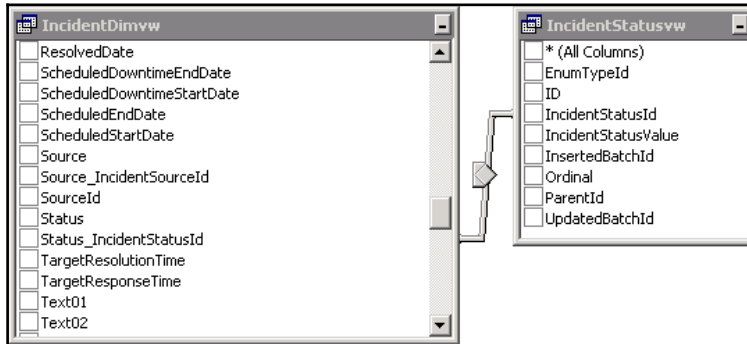 IncidentDimvw
ResolvedDate
ScheduledDowntimeEndDate
ScheduledDowntimeStartDate
ScheduledEndDate
ScheduledStartDate
Source
Source_IncidentSourceId
SourceId
Status
Status_IncidentStatusId
TargetResolutionTime
TargetResponseTime
Text01
Text02
IncidentStatusvw
* (All Columns)
EnumTypeId
ID
IncidentStatusId
IncidentStatusValue
InsertedBatchId
Ordinal
ParentId
UpdatedBatchId